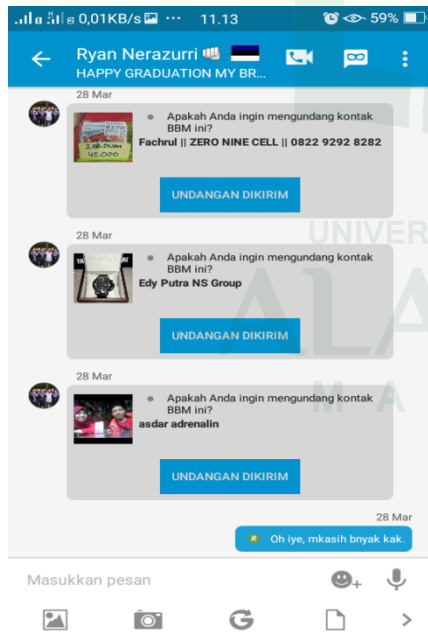 0,01KB/s ... 11.13 59%
Ryan Nerazurri
HAPPY GRADUATION MY BR...
28 Mar
Apakah Anda ingin mengundang kontak
BBM ini?
Fachrul || ZERO NINE CELL || 0822 9292 8282
45.000
UNDANGAN DIKIRIM
28 Mar
Apakah Anda ingin mengundang kontak
BBM ini?
Edy Putra NS Group
UNDANGAN DIKIRIM
28 Mar
Apakah Anda ingin mengundang kontak
BBM ini?
asdar adrenalin
UNDANGAN DIKIRIM
28 Mar
Oh iye, mkasih bnyak kak.
Masukkan pesan
UNIVER
ALA
M A